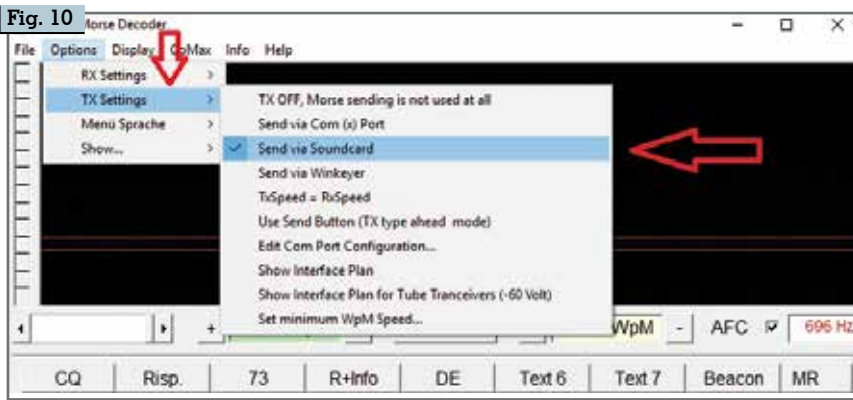 Fig. 10
Morse Decoder
File Options Display CoMax Info Help
RX Settings
TX Settings
Menü Sprache
Show...
TX OFF, Morse sending is not used at all
Send via Com (x) Port
Send via Soundcard
Send via Winkeyer
TxSpeed = RxSpeed
Use Send Button (TX type ahead mode)
Edit Com Port Configuration...
Show Interface Plan
Show Interface Plan for Tube Tranceivers (-60 Volt)
Set minimum WpM Speed...
+ WpM - AFC 696 Hz
CQ Risp. 73 R+Info DE Text 6 Text 7 Beacon MR